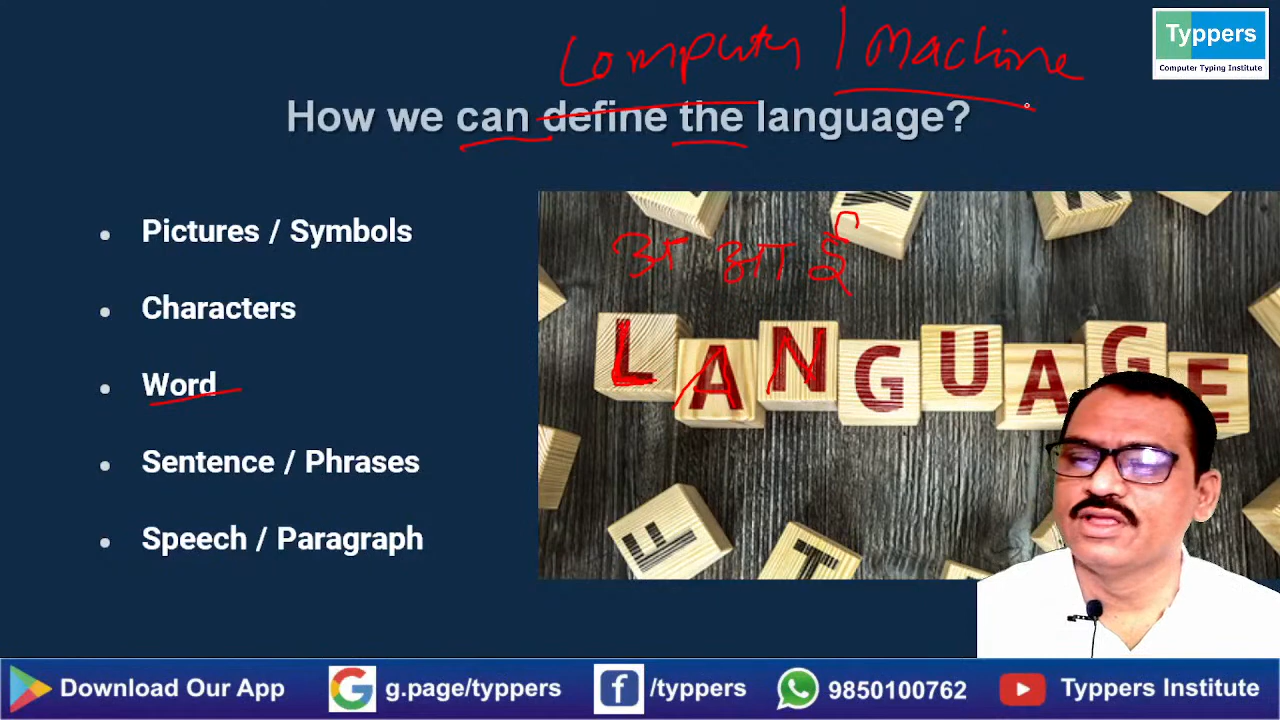 Computer / Machine
Typpers
Computer Typing Institute
How we can define the language?
Pictures / Symbols
Characters
Word
Sentence / Phrases
Speech / Paragraph
अ आ ई
LANGUAGE
E
T
Download Our App
g.page/typpers
/typpers
9850100762
Typpers Institute